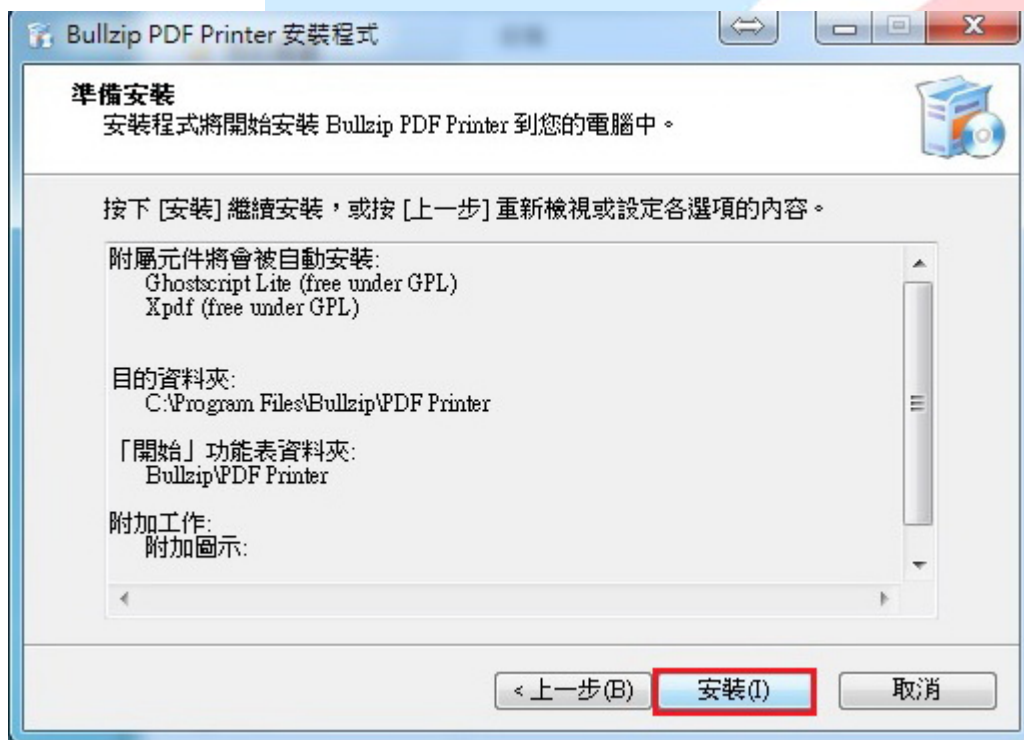 Bullzip PDF Printer 安裝程式
準備安裝
安裝程式將開始安裝 Bullzip PDF Printer 到您的電腦中。
按下 [安裝] 繼續安裝，或按 [上一步] 重新檢視或設定各選項的內容。
附屬元件將會被自動安裝:
Ghostscript Lite (free under GPL)
Xpdf (free under GPL)
目的資料夾:
C:\Program Files\Bullzip\PDF Printer
「開始」功能表資料夾:
Bullzip\PDF Printer
附加工作:
附加圖示:
<上一步(B) 安裝(I) 取消